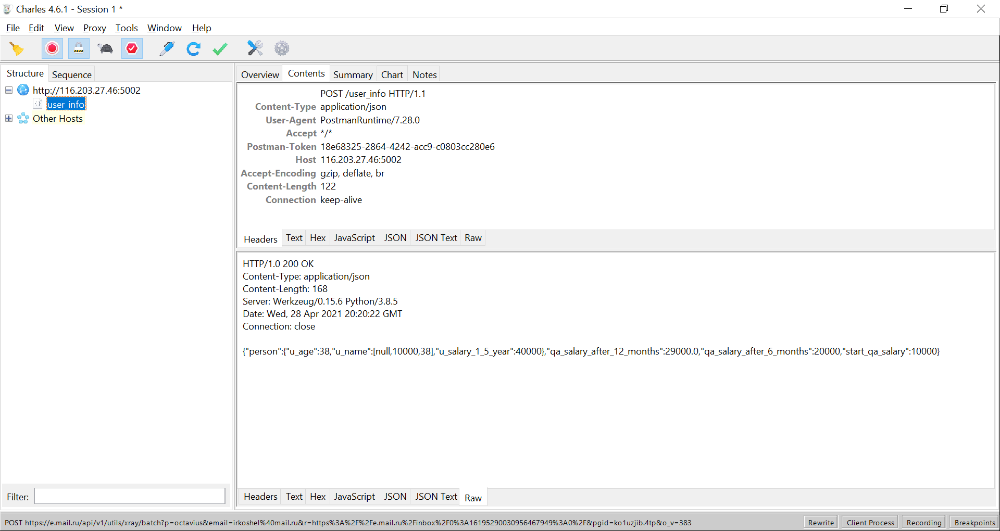 Charles 4.6.1 - Session 1 *
File Edit View Proxy Tools Window Help
Structure Sequence
http://116.203.27.46:5002
{}
user_info
Other Hosts
Filter:
Overview Contents Summary Chart Notes
POST /user_info HTTP/1.1
Content-Type application/json
User-Agent PostmanRuntime/7.28.0
Accept */*
Postman-Token 18e68325-2864-4242-acc9-c0803cc280e6
Host 116.203.27.46:5002
Accept-Encoding gzip, deflate, br
Content-Length 122
Connection keep-alive
Headers Text Hex JavaScript JSON JSON Text Raw
HTTP/1.0 200 OK
Content-Type: application/json
Content-Length: 168
Server: Werkzeug/0.15.6 Python/3.8.5
Date: Wed, 28 Apr 2021 20:20:22 GMT
Connection: close
{"person":{"u_age":38,"u_name":[null,10000,38],"u_salary_1_5_year":40000},"qa_salary_after_12_months":29000.0,"qa_salary_after_6_months":20000,"start_qa_salary":10000}
Headers Text Hex JavaScript JSON JSON Text Raw
POST https://e.mail.ru/api/v1/utils/xray/batch?p=octavius&email=irkoshel%40mail.ru&r=https%3A%2F%2Fe.mail.ru%2Finbox%2F0%3A16195290030956467949%3A0%2F&pgid=ko1uzjib.4tp&o_v=383
Rewrite Client Process Recording Breakpoints